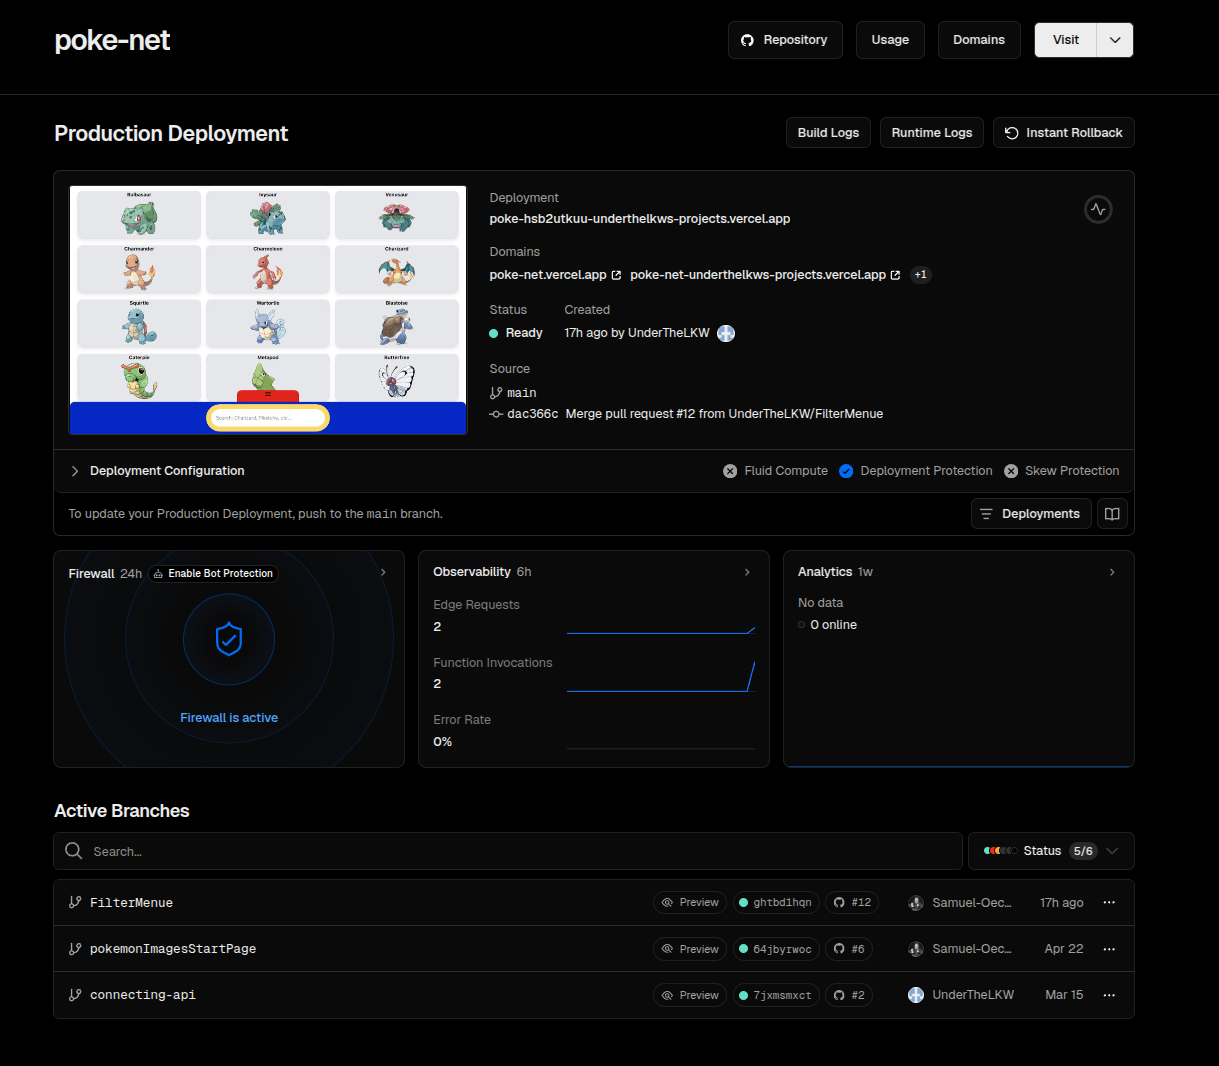 poke-net
Repository
Usage
Domains
Visit
Production Deployment
Build Logs
Runtime Logs
Instant Rollback
Bulbasaur
Ivysaur
Venusaur
Charmander
Charmeleon
Charizard
Squirtle
Wartortle
Blastoise
Caterpie
Metapod
Butterfree
Search: Charizard, Pikachu, etc...
Deployment
poke-hsb2utkuu-underthelkws-projects.vercel.app
Domains
poke-net.vercel.app poke-net-underthelkws-projects.vercel.app +1
Status Created
Ready 17h ago by UnderTheLKW
Source
main
dac366c Merge pull request #12 from UnderTheLKW/FilterMenue
Deployment Configuration
Fluid Compute
Deployment Protection
Skew Protection
To update your Production Deployment, push to the main branch.
Deployments
Firewall 24h Enable Bot Protection
Firewall is active
Observability 6h
Edge Requests
2
Function Invocations
2
Error Rate
0%
Analytics 1w
No data
0 online
Active Branches
Search...
Status 5/6
FilterMenue Preview ghtbd1hqn #12 Samuel-Oec... 17h ago
pokemonImagesStartPage Preview 64jbyrwoc #6 Samuel-Oec... Apr 22
connecting-api Preview 7jxmsmxct #2 UnderTheLKW Mar 15